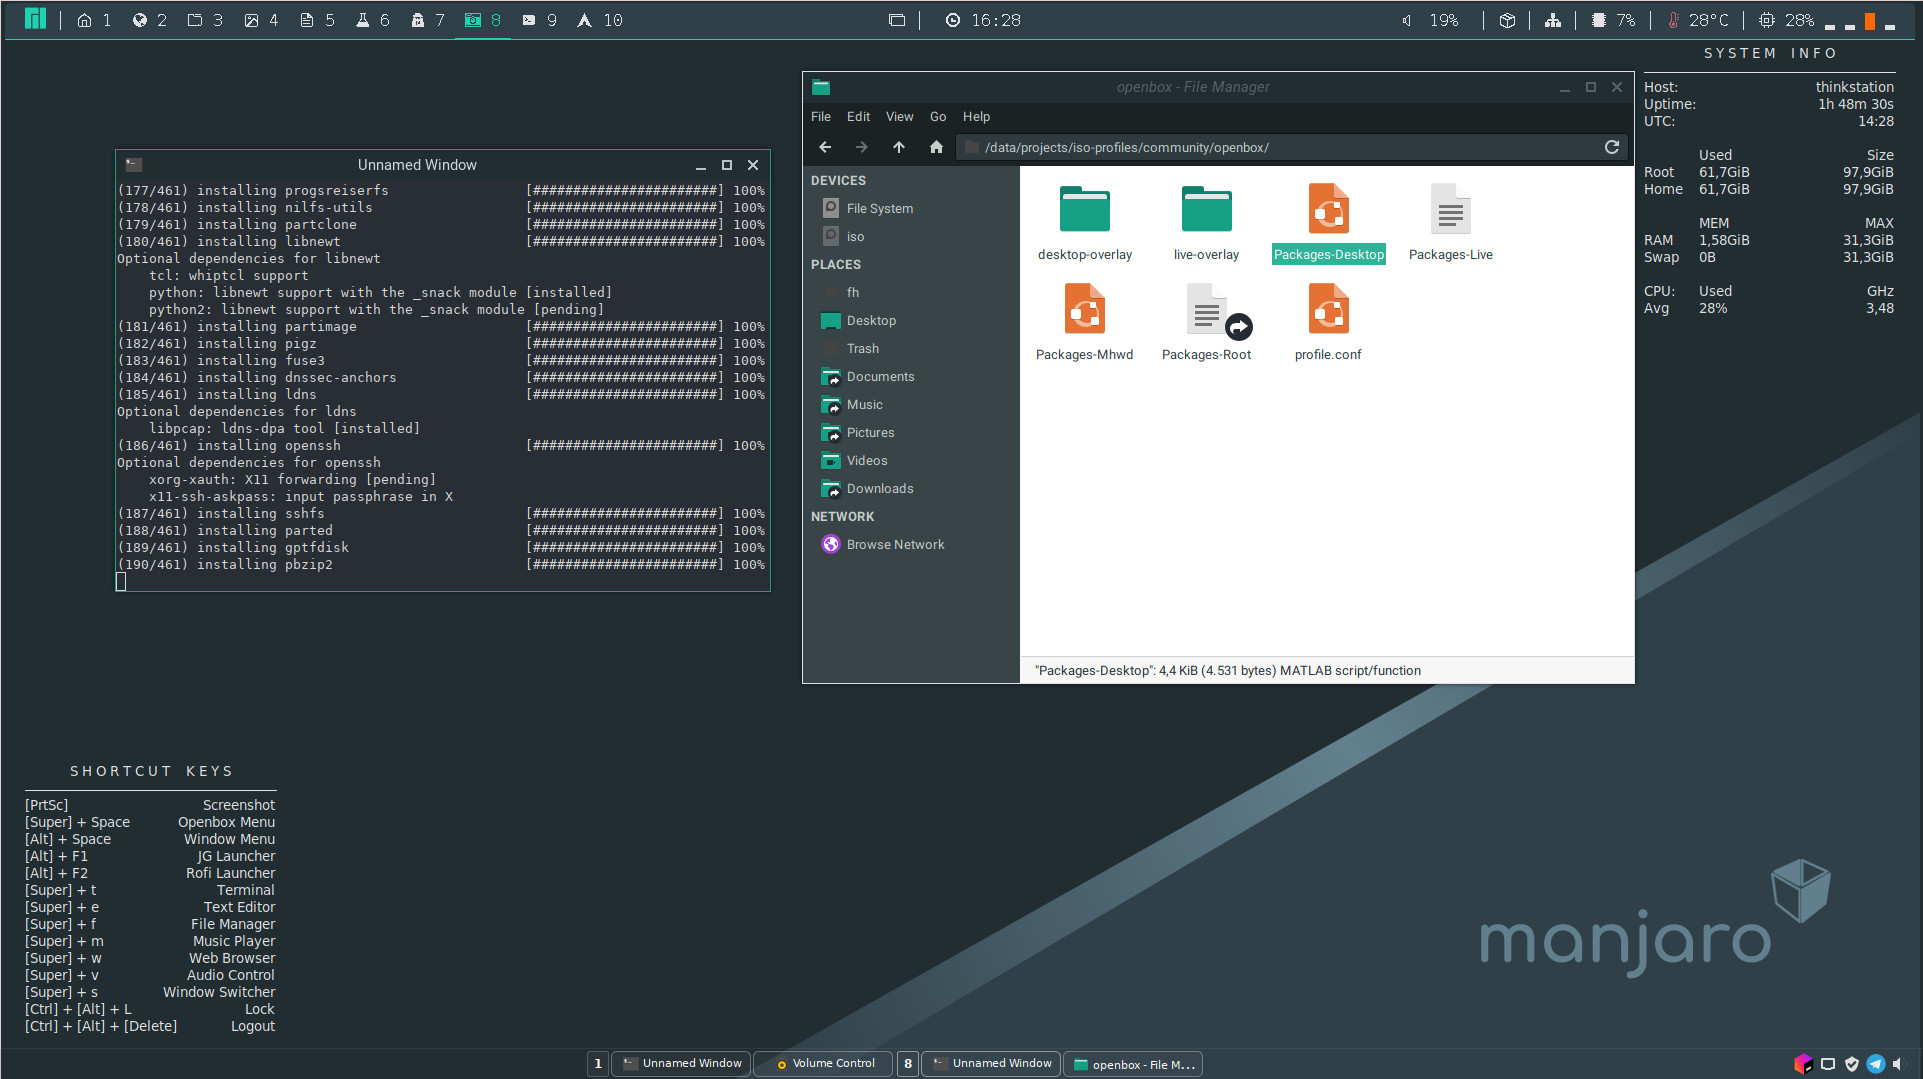 1 2 3 4 5 6 7 8 9 10 16:28 19% 7% 28°C 28%
SYSTEM INFO
Host: thinkstation
Uptime: 1h 48m 30s
UTC: 14:28
Used Size
Root 61,7GiB 97,9GiB
Home 61,7GiB 97,9GiB
MEM MAX
RAM 1,58GiB 31,3GiB
Swap 0B 31,3GiB
CPU: Used GHz
Avg 28% 3,48
Unnamed Window
(177/461) installing progsreiserfs [#######################] 100%
(178/461) installing nilfs-utils [#######################] 100%
(179/461) installing partclone [#######################] 100%
(180/461) installing libnewt [#######################] 100%
Optional dependencies for libnewt
tcl: whiptcl support
python: libnewt support with the _snack module [installed]
python2: libnewt support with the _snack module [pending]
(181/461) installing partimage [#######################] 100%
(182/461) installing pigz [#######################] 100%
(183/461) installing fuse3 [#######################] 100%
(184/461) installing dnssec-anchors [#######################] 100%
(185/461) installing ldns [#######################] 100%
Optional dependencies for ldns
libpcap: ldns-dpa tool [installed]
(186/461) installing openssh [#######################] 100%
Optional dependencies for openssh
xorg-xauth: X11 forwarding [pending]
x11-ssh-askpass: input passphrase in X
(187/461) installing sshfs [#######################] 100%
(188/461) installing parted [#######################] 100%
(189/461) installing gptfdisk [#######################] 100%
(190/461) installing pbzip2 [#######################] 100%
openbox - File Manager
File Edit View Go Help
/data/projects/iso-profiles/community/openbox/
DEVICES
File System
iso
PLACES
fh
Desktop
Trash
Documents
Music
Pictures
Videos
Downloads
NETWORK
Browse Network
desktop-overlay live-overlay Packages-Desktop Packages-Live
Packages-Mhwd Packages-Root profile.conf
"Packages-Desktop": 4,4 KiB (4.531 bytes) MATLAB script/function
SHORTCUT KEYS
[PrtSc] Screenshot
[Super] + Space Openbox Menu
[Alt] + Space Window Menu
[Alt] + F1 JG Launcher
[Alt] + F2 Rofi Launcher
[Super] + t Terminal
[Super] + e Text Editor
[Super] + f File Manager
[Super] + m Music Player
[Super] + w Web Browser
[Super] + v Audio Control
[Super] + s Window Switcher
[Ctrl] + [Alt] + L Lock
[Ctrl] + [Alt] + [Delete] Logout
manjaro
1 Unnamed Window Volume Control 8 Unnamed Window openbox - File M...